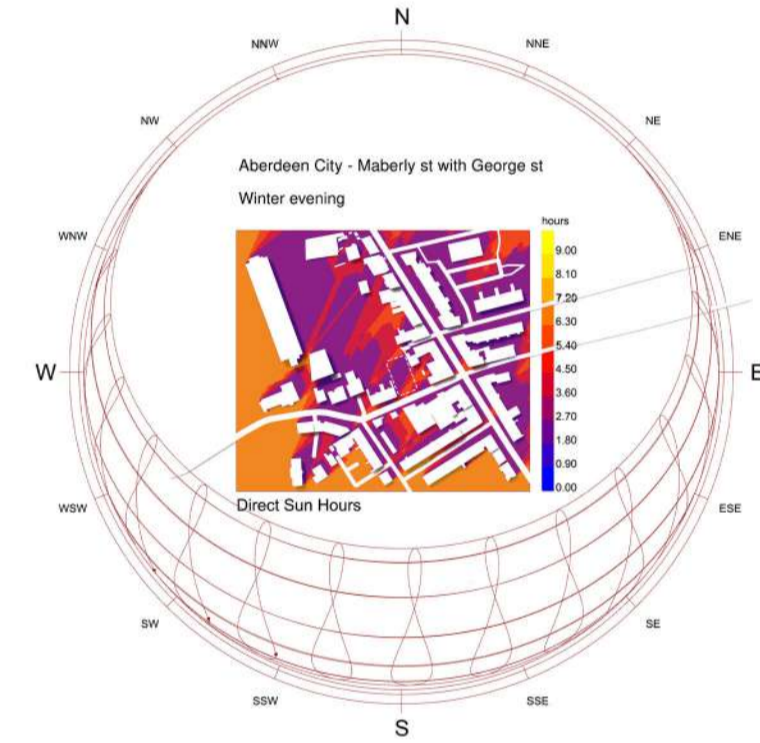 N
NNW
NNE
NW
NE
Aberdeen City - Maberly st with George st
Winter evening
hours
WNW
ENE
9.00
8.10
7.20
6.30
5.40
4.50
3.60
2.70
1.80
0.90
0.00
W
E
Direct Sun Hours
WSW
ESE
SW
SE
SSW
SSE
S